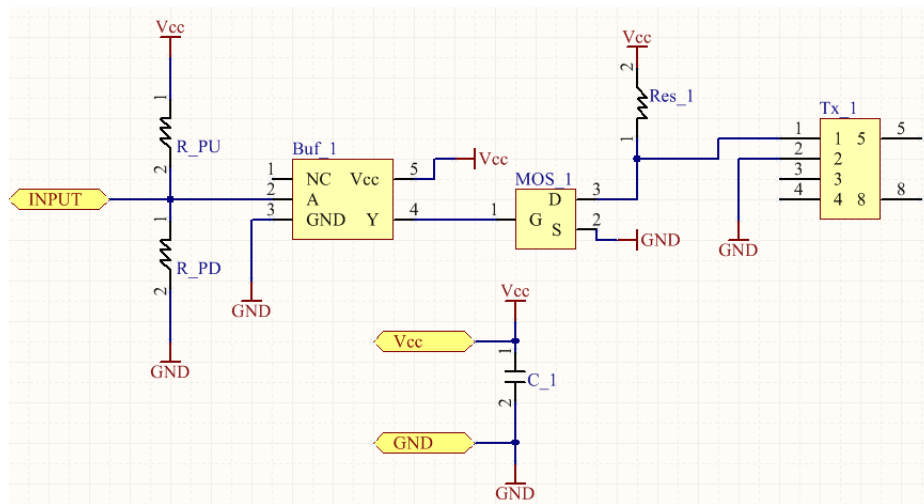 Vcc
1
R_PU
2
INPUT
1
R_PD
2
GND
Buf_1
1 NC Vcc 5
2 A
3 GND Y 4
Vcc
GND
MOS_1
1 G D 3
S 2
GND
Vcc
2
Res_1
1
Tx_1
1 1 5 5
2 2
3 3
4 4 8 8
GND
Vcc
Vcc
1
C_1
2
GND
GND